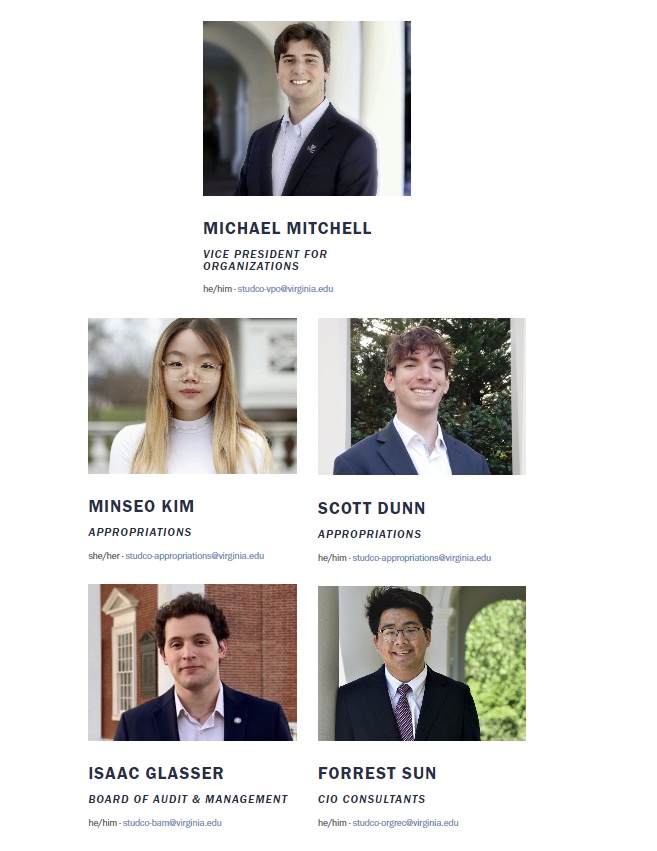 MICHAEL MITCHELL
VICE PRESIDENT FOR
ORGANIZATIONS
he/him - studco-vpo@virginia.edu
MINSEO KIM
APPROPRIATIONS
she/her - studco-appropriations@virginia.edu
SCOTT DUNN
APPROPRIATIONS
he/him - studco-appropriations@virginia.edu
ISAAC GLASSER
BOARD OF AUDIT & MANAGEMENT
he/him - studco-bam@virginia.edu
FORREST SUN
CIO CONSULTANTS
he/him - studco-orgrec@virginia.edu